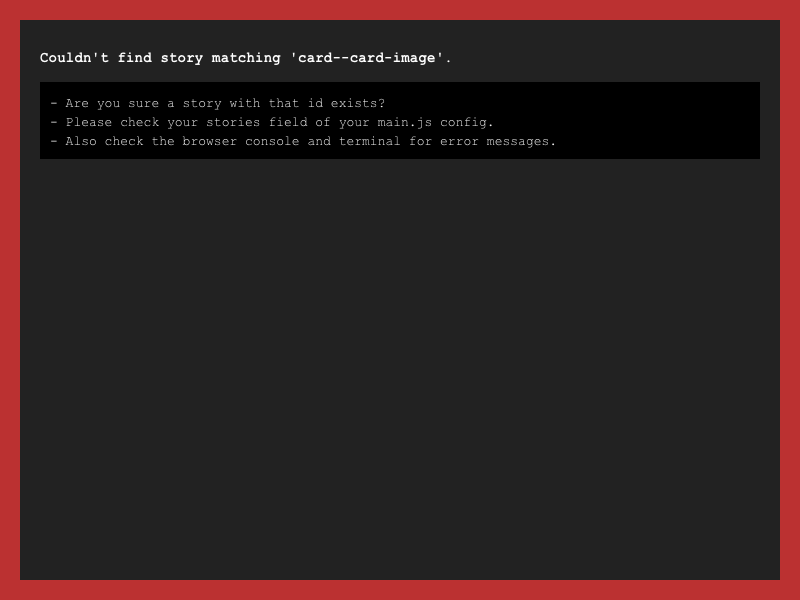 Couldn't find story matching 'card--card-image'.
- Are you sure a story with that id exists?
- Please check your stories field of your main.js config.
- Also check the browser console and terminal for error messages.